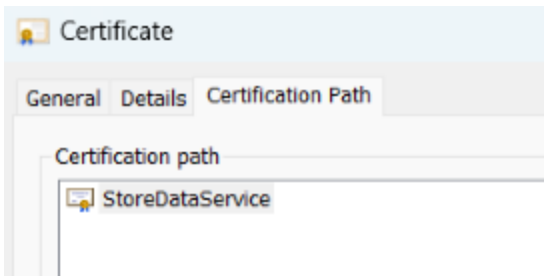 Certificate
General Details Certification Path
Certification path
StoreDataService